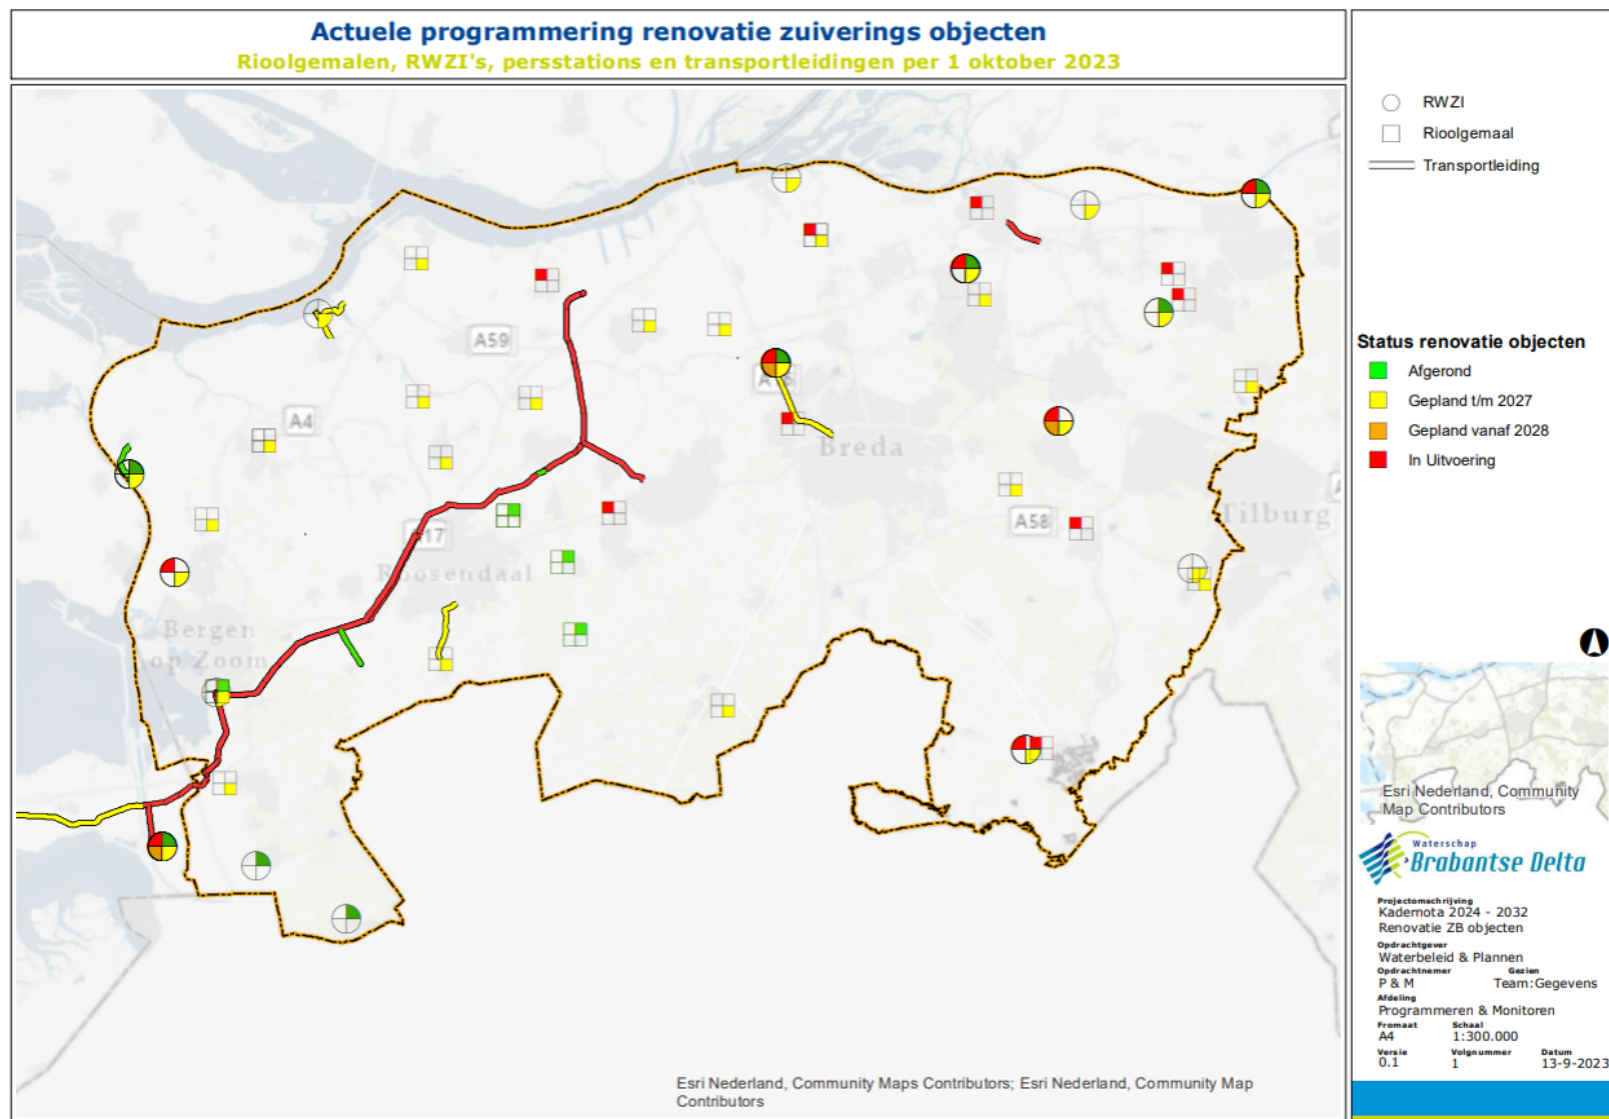 Actuele programmering renovatie zuiverings objecten
Rioolgemalen, RWZI's, persstations en transportleidingen per 1 oktober 2023
RWZI
Rioolgemaal
Transportleiding
A59
A4
Breda
A58
Tilburg
Roosendaal
Bergen
op Zoom
Status renovatie objecten
Afgerond
Gepland t/m 2027
Gepland vanaf 2028
In Uitvoering
Esri Nederland, Community
Map Contributors
Waterschap
Brabantse Delta
Projectomschrijving
Kadernota 2024 - 2032
Renovatie ZB objecten
Opdrachtgever
Waterbeleid & Plannen
Opdrachtnemer Gezien
P & M Team:Gegevens
Afdeling
Programmeren & Monitoren
Fromaat Schaal
A4 1:300.000
Versie Volgnummer Datum
0.1 1 13-9-2023
Esri Nederland, Community Maps Contributors; Esri Nederland, Community Map
Contributors